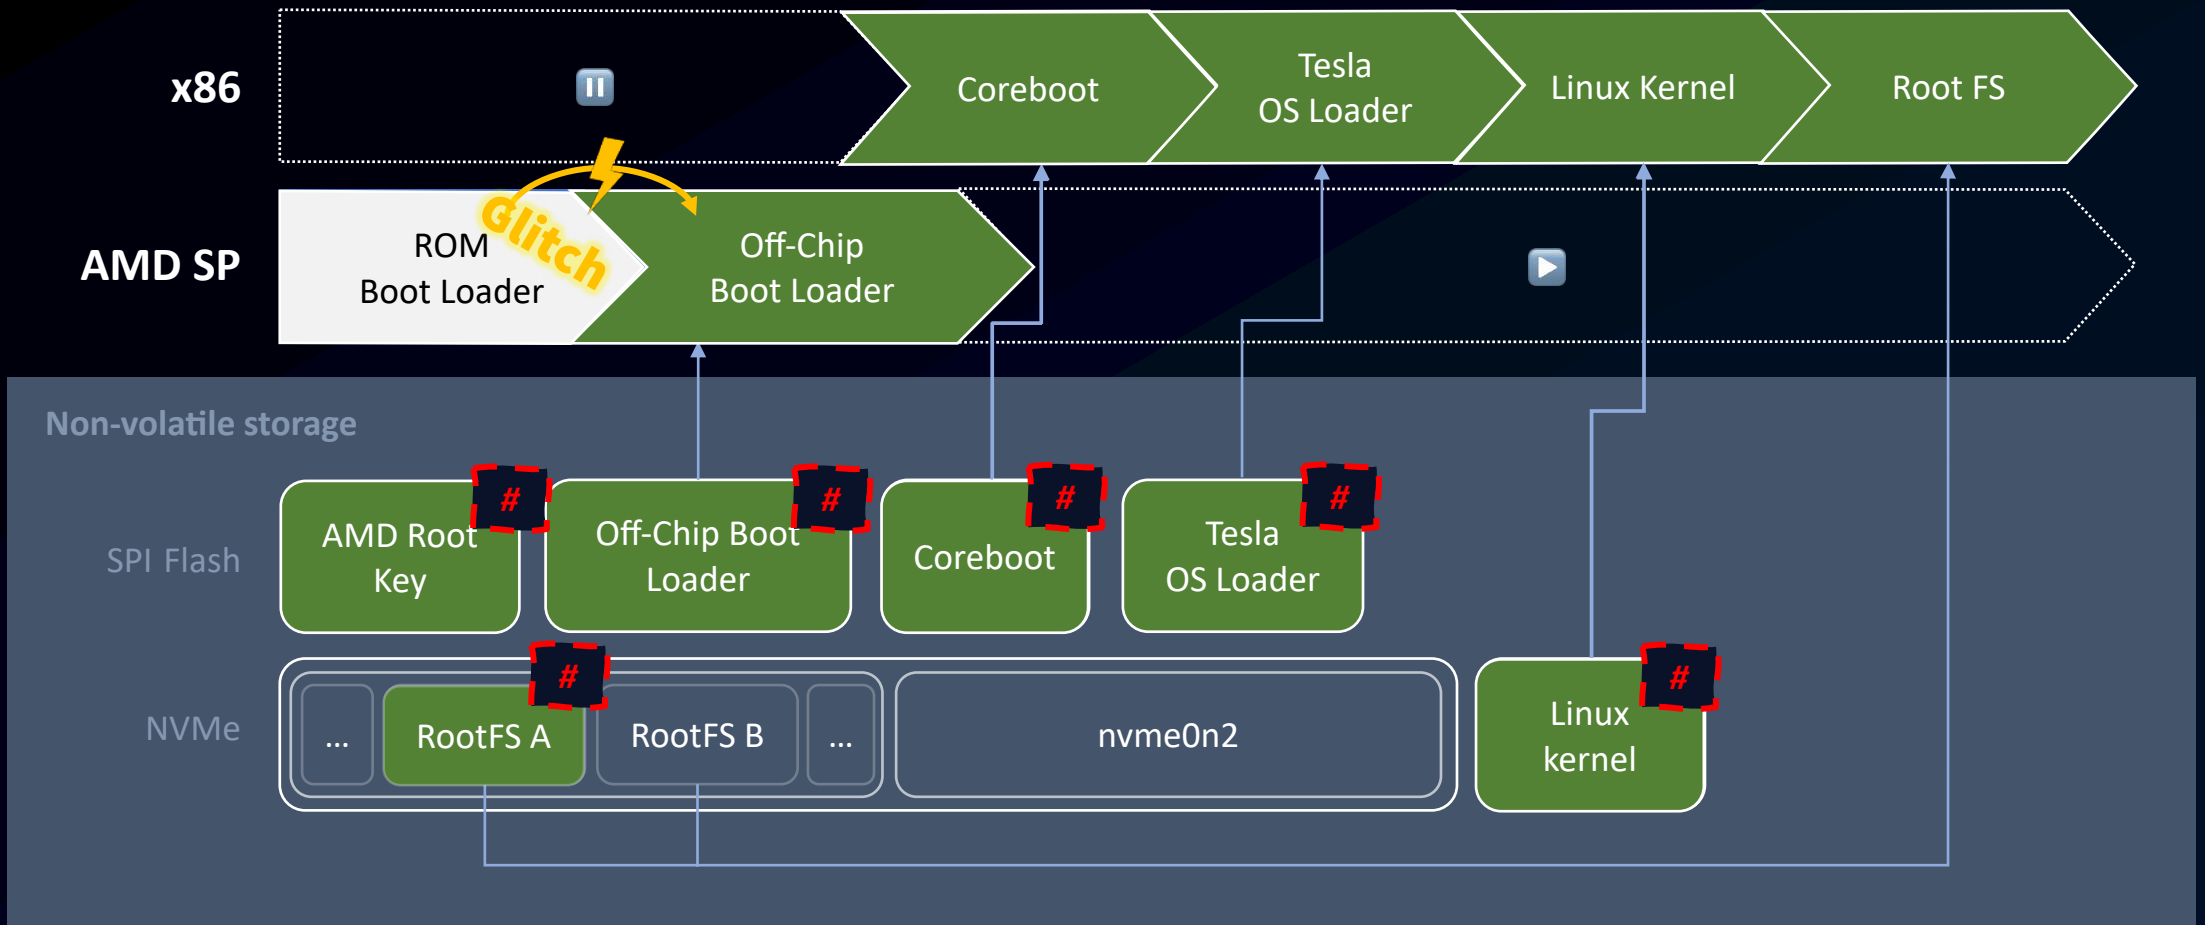 x86
Coreboot
Tesla
OS Loader
Linux Kernel
Root FS
AMD SP
ROM
Boot Loader
Glitch
Off-Chip
Boot Loader
Non-volatile storage
SPI Flash
AMD Root
Key
#
Off-Chip Boot
Loader
#
Coreboot
#
Tesla
OS Loader
#
NVMe
...
RootFS A
#
RootFS B
...
nvme0n2
Linux
kernel
#